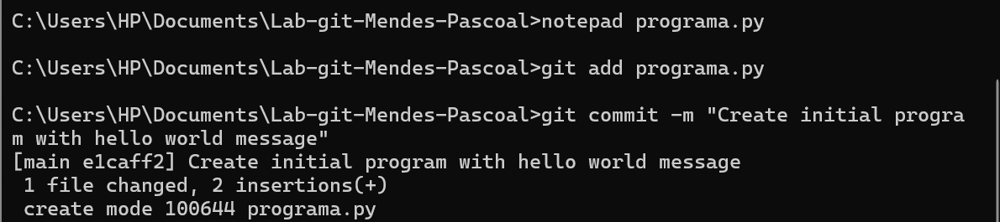 C:\Users\HP\Documents\Lab-git-Mendes-Pascoal>notepad programa.py
C:\Users\HP\Documents\Lab-git-Mendes-Pascoal>git add programa.py
C:\Users\HP\Documents\Lab-git-Mendes-Pascoal>git commit -m "Create initial progra
m with hello world message"
[main e1caff2] Create initial program with hello world message
 1 file changed, 2 insertions(+)
 create mode 100644 programa.py